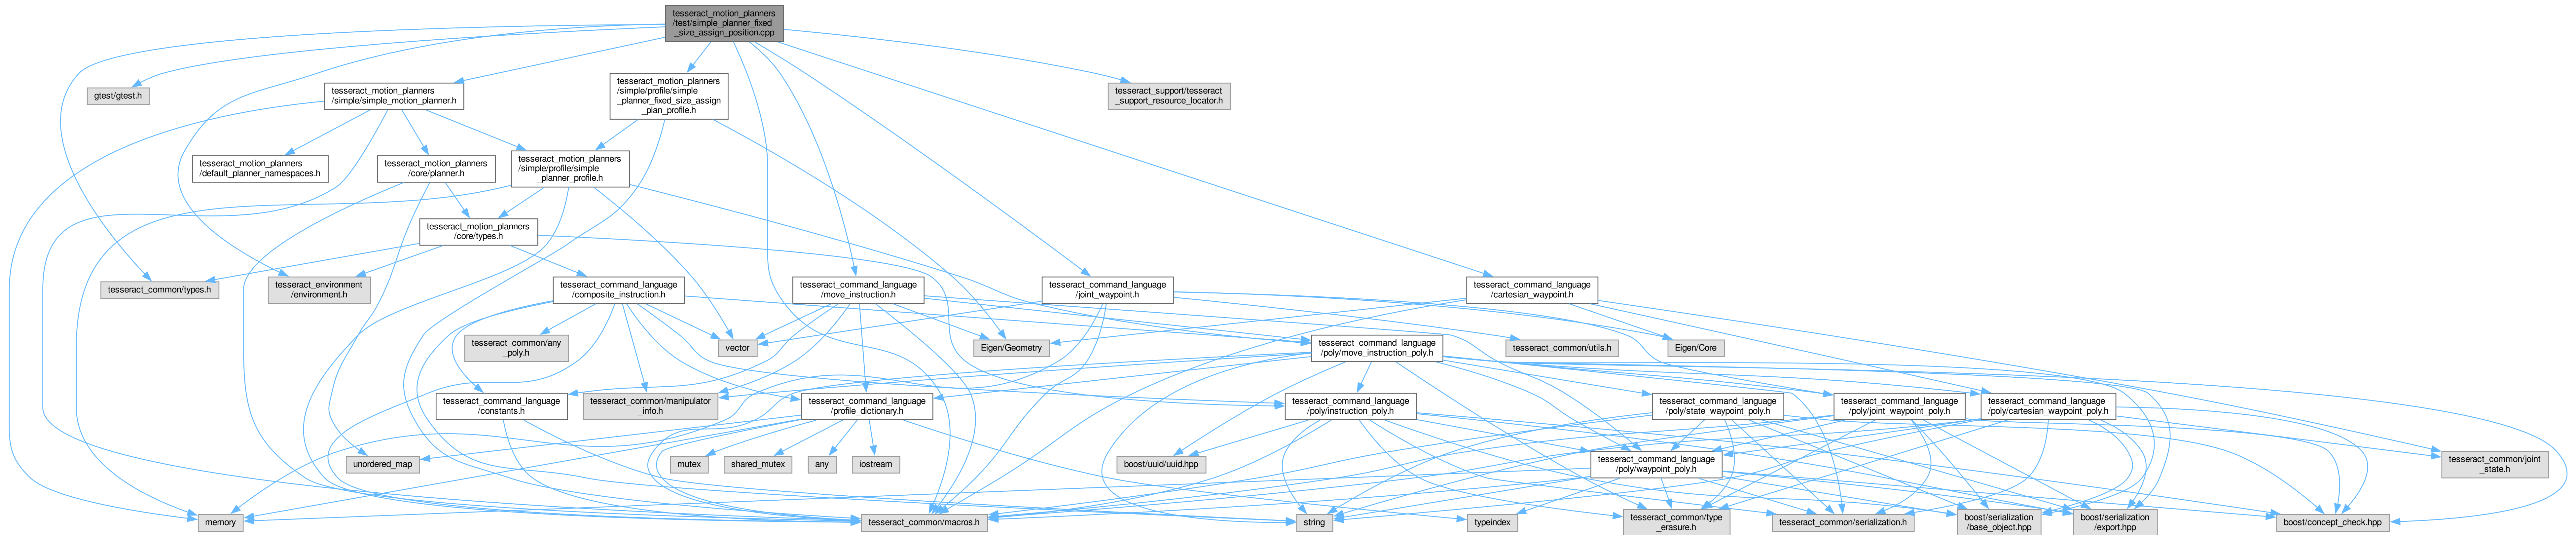 tesseract_motion_planners
/test/simple_planner_fixed
_size_assign_position.cpp
gtest/gtest.h
tesseract_motion_planners
/simple/simple_motion_planner.h
tesseract_motion_planners
/simple/profile/simple
_planner_fixed_size_assign
_plan_profile.h
tesseract_support/tesseract
_support_resource_locator.h
tesseract_motion_planners
/default_planner_namespaces.h
tesseract_motion_planners
/core/planner.h
tesseract_motion_planners
/simple/profile/simple
_planner_profile.h
tesseract_motion_planners
/core/types.h
tesseract_common/types.h
tesseract_environment
/environment.h
tesseract_command_language
/composite_instruction.h
tesseract_command_language
/move_instruction.h
tesseract_command_language
/joint_waypoint.h
tesseract_command_language
/cartesian_waypoint.h
tesseract_common/any
_poly.h
vector
Eigen/Geometry
tesseract_command_language
/poly/move_instruction_poly.h
tesseract_common/utils.h
Eigen/Core
tesseract_command_language
/constants.h
tesseract_common/manipulator
_info.h
tesseract_command_language
/profile_dictionary.h
tesseract_command_language
/poly/instruction_poly.h
tesseract_command_language
/poly/state_waypoint_poly.h
tesseract_command_language
/poly/joint_waypoint_poly.h
tesseract_command_language
/poly/cartesian_waypoint_poly.h
unordered_map
mutex
shared_mutex
any
iostream
boost/uuid/uuid.hpp
tesseract_command_language
/poly/waypoint_poly.h
tesseract_common/joint
_state.h
memory
tesseract_common/macros.h
string
typeindex
tesseract_common/type
_erasure.h
tesseract_common/serialization.h
boost/serialization
/base_object.hpp
boost/serialization
/export.hpp
boost/concept_check.hpp